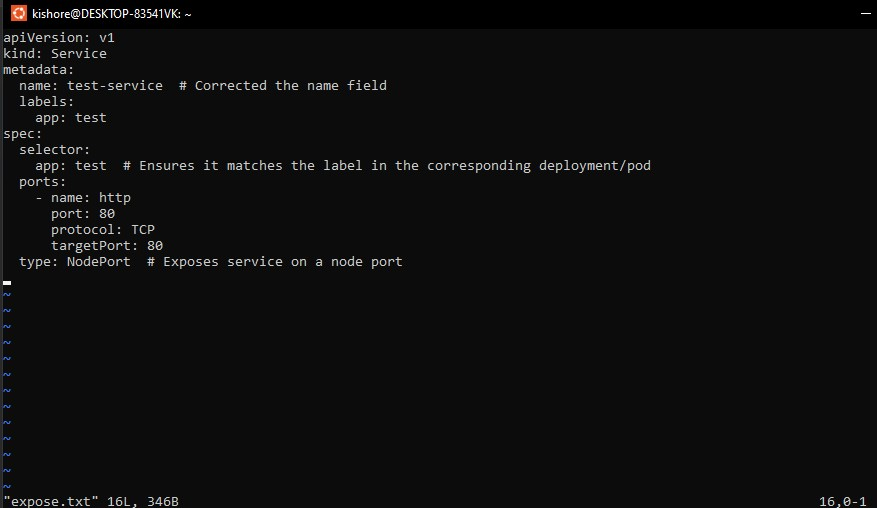 kishore@DESKTOP-83541VK: ~
apiVersion: v1
kind: Service
metadata:
  name: test-service  # Corrected the name field
  labels:
    app: test
spec:
  selector:
    app: test  # Ensures it matches the label in the corresponding deployment/pod
  ports:
    - name: http
      port: 80
      protocol: TCP
      targetPort: 80
  type: NodePort  # Exposes service on a node port
~
~
~
~
~
~
~
~
~
~
~
~
~
"expose.txt" 16L, 346B 16,0-1